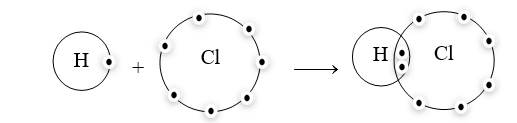 H + Cl ⟶ H Cl